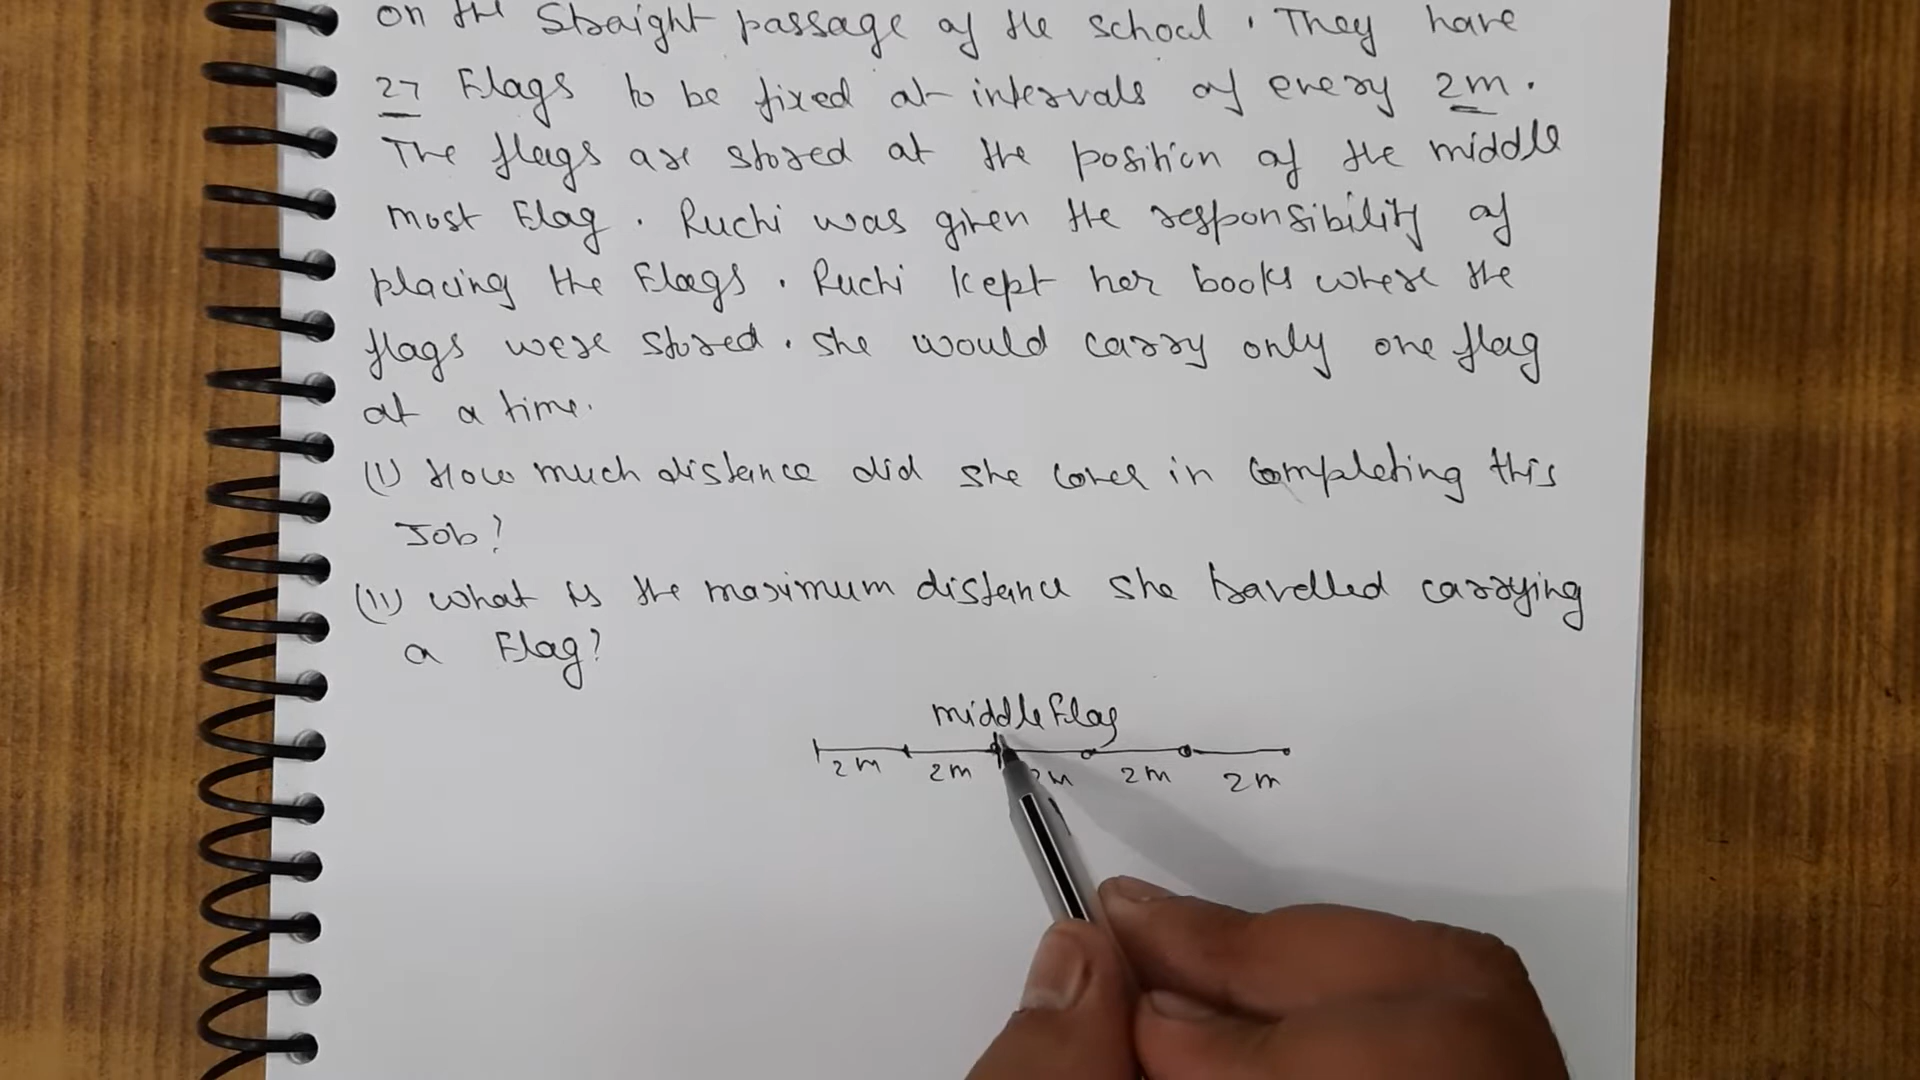 on the straight passage of the school. They have
27 Flags to be fixed at intervals of every 2m.
The flags are stored at the position of the middle
most Flag. Ruchi was given the responsibility of
placing the Flags. Ruchi kept her books where the
flags were stored. She would carry only one flag
at a time.
(I) How much distance did she cover in completing this
Job?
(II) what is the maximum distance she travelled carrying
a Flag?
middle Flag
2m 2m 2m 2m 2m